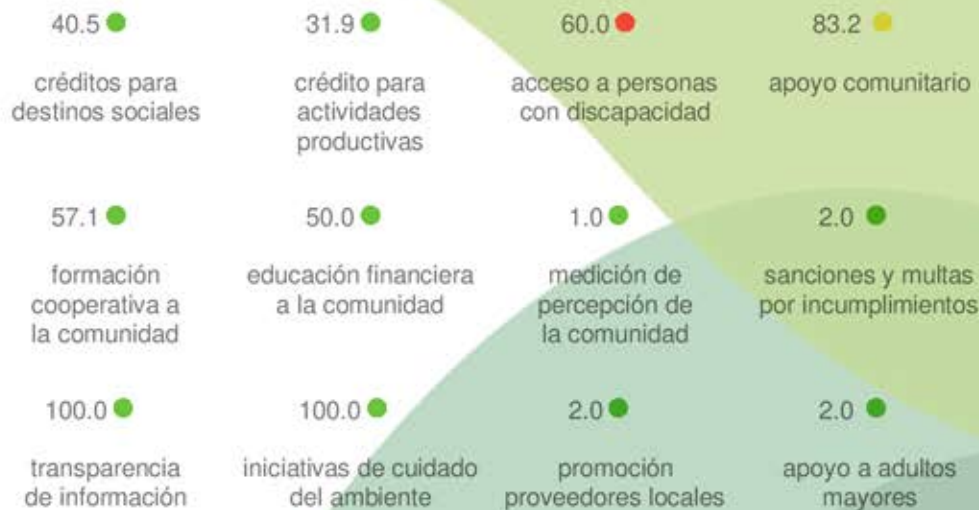 40.5
créditos para
destinos sociales
31.9
crédito para
actividades
productivas
60.0
acceso a personas
con discapacidad
83.2
apoyo comunitario
57.1
formación
cooperativa a
la comunidad
50.0
educación financiera
a la comunidad
1.0
medición de
percepción de
la comunidad
2.0
sanciones y multas
por incumplimientos
100.0
transparencia
de información
100.0
iniciativas de cuidado
del ambiente
2.0
promoción
proveedores locales
2.0
apoyo a adultos
mayores